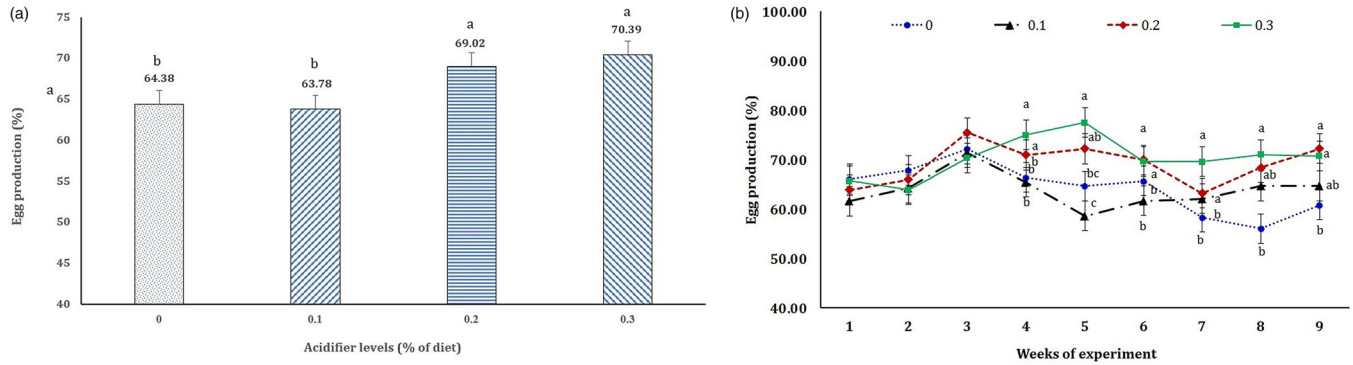 (a)
75
70
65
60
55
50
45
40
Egg production (%)
a
b
64.38
b
63.78
a
69.02
a
70.39
0 0.1 0.2 0.3
Acidifier levels (% of diet)
(b)
100.00
90.00
80.00
70.00
60.00
50.00
40.00
Egg production (%)
0 0.1 0.2 0.3
a
a
b
b
b
a
ab
bc
c
a
a
b
b
a
a
b
b
a
ab
b
a
a
ab
b
1 2 3 4 5 6 7 8 9
Weeks of experiment